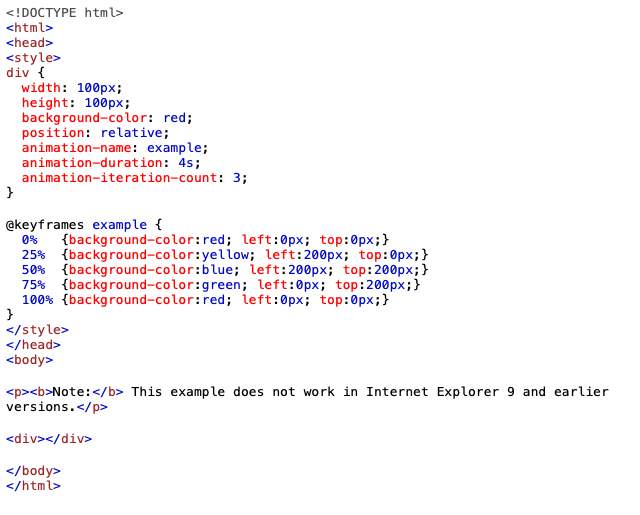 <!DOCTYPE html>
<html>
<head>
<style>
div {
  width: 100px;
  height: 100px;
  background-color: red;
  position: relative;
  animation-name: example;
  animation-duration: 4s;
  animation-iteration-count: 3;
}

@keyframes example {
  0%   {background-color:red; left:0px; top:0px;}
  25%  {background-color:yellow; left:200px; top:0px;}
  50%  {background-color:blue; left:200px; top:200px;}
  75%  {background-color:green; left:0px; top:200px;}
  100% {background-color:red; left:0px; top:0px;}
}
</style>
</head>
<body>

<p><b>Note:</b> This example does not work in Internet Explorer 9 and earlier
versions.</p>

<div></div>

</body>
</html>